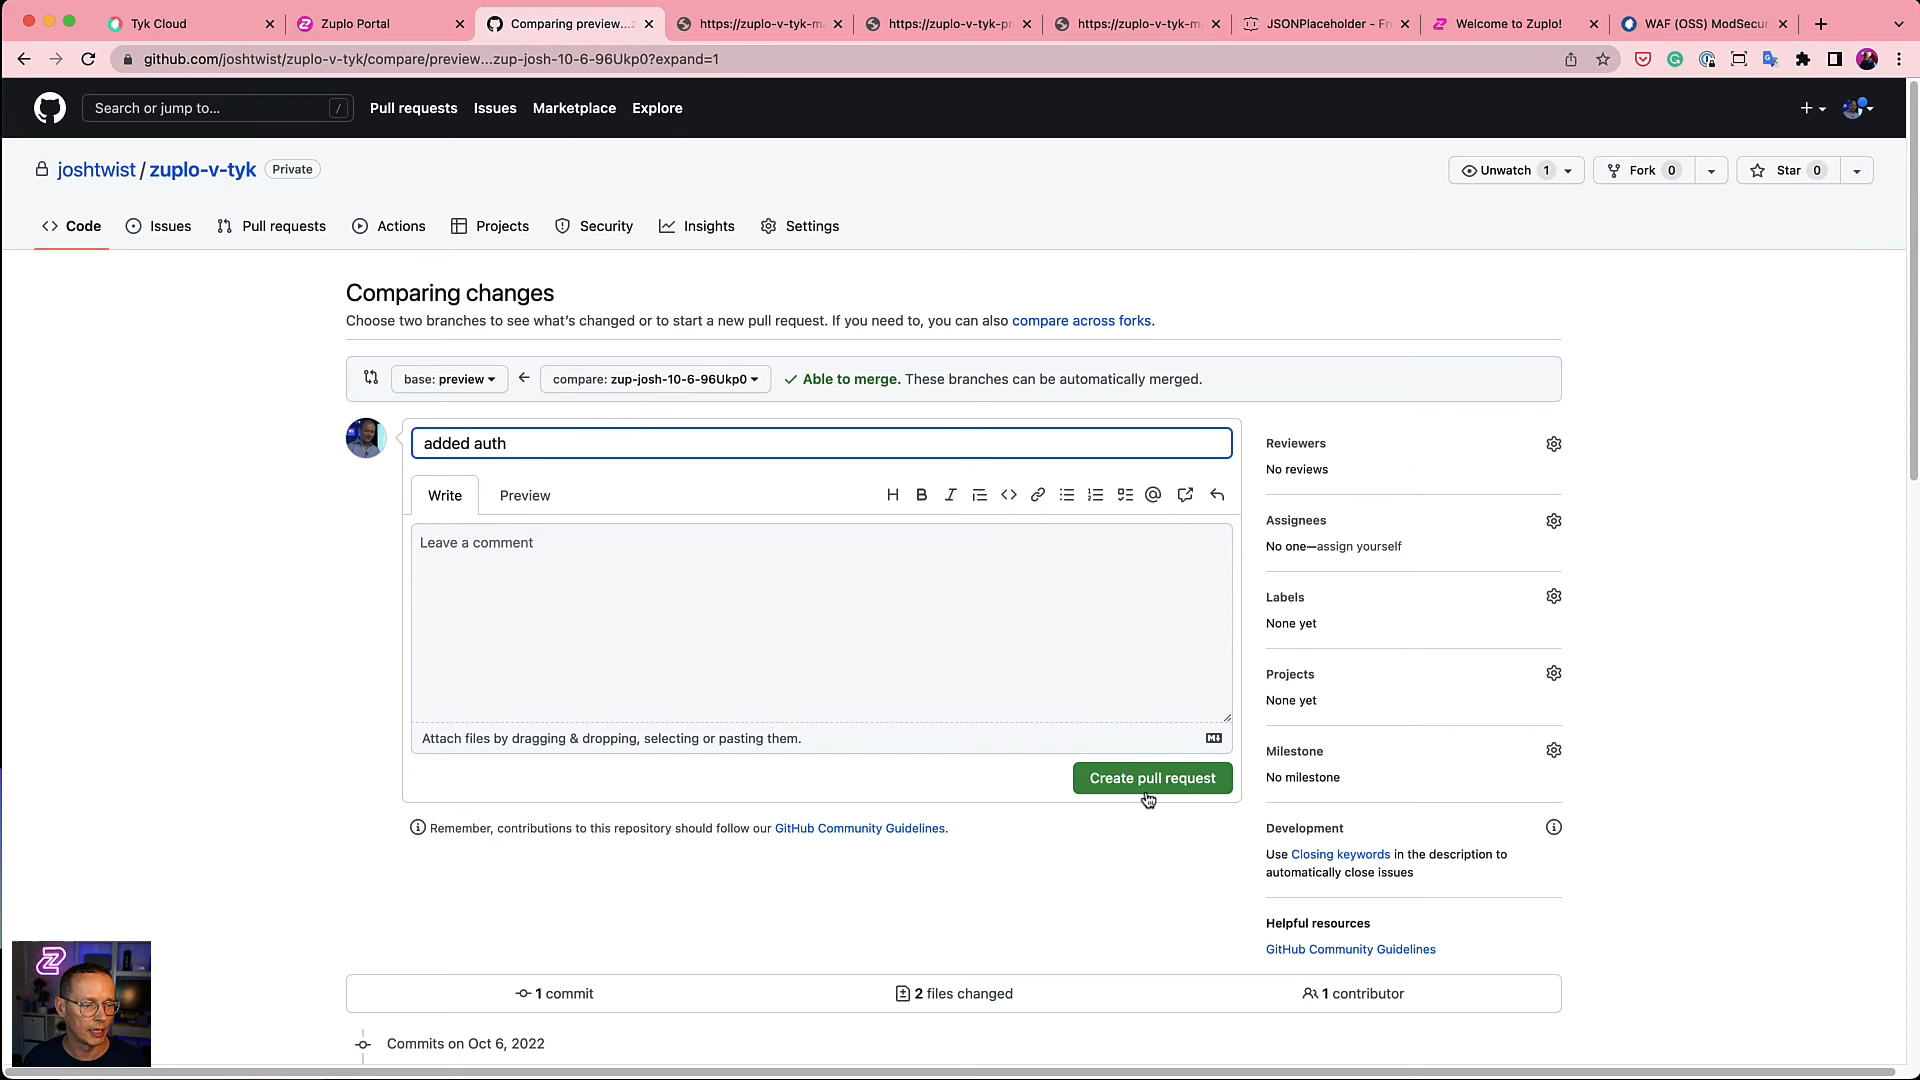 Tyk Cloud
Zuplo Portal
Comparing preview...z
https://zuplo-v-tyk-m
https://zuplo-v-tyk-pr
https://zuplo-v-tyk-m
JSONPlaceholder - Fr
Welcome to Zuplo!
WAF (OSS) ModSecur
github.com/joshtwist/zuplo-v-tyk/compare/preview...zup-josh-10-6-96Ukp0?expand=1
Search or jump to...
/
Pull requests
Issues
Marketplace
Explore
joshtwist / zuplo-v-tyk
Private
Unwatch 1
Fork 0
Star 0
Code
Issues
Pull requests
Actions
Projects
Security
Insights
Settings
Comparing changes
Choose two branches to see what's changed or to start a new pull request. If you need to, you can also compare across forks.
base: preview
compare: zup-josh-10-6-96Ukp0
Able to merge. These branches can be automatically merged.
added auth
Write
Preview
Leave a comment
Attach files by dragging & dropping, selecting or pasting them.
Create pull request
Remember, contributions to this repository should follow our GitHub Community Guidelines.
Reviewers
No reviews
Assignees
No one—assign yourself
Labels
None yet
Projects
None yet
Milestone
No milestone
Development
Use Closing keywords in the description to
automatically close issues
Helpful resources
GitHub Community Guidelines
1 commit
2 files changed
1 contributor
Commits on Oct 6, 2022